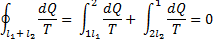 ∮_{l₁+l₂} dQ/T = ∫_{1l₁}^{2} dQ/T + ∫_{2l₂}^{1} dQ/T = 0